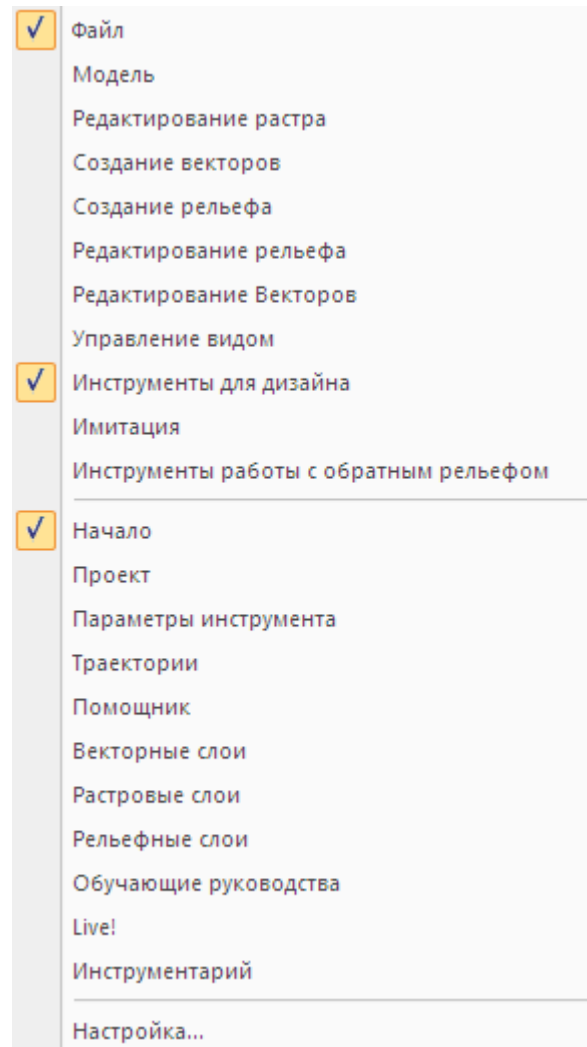 Файл
Модель
Редактирование растра
Создание векторов
Создание рельефа
Редактирование рельефа
Редактирование Векторов
Управление видом
Инструменты для дизайна
Имитация
Инструменты работы с обратным рельефом
Начало
Проект
Параметры инструмента
Траектории
Помощник
Векторные слои
Растровые слои
Рельефные слои
Обучающие руководства
Live!
Инструментарий
Настройка...